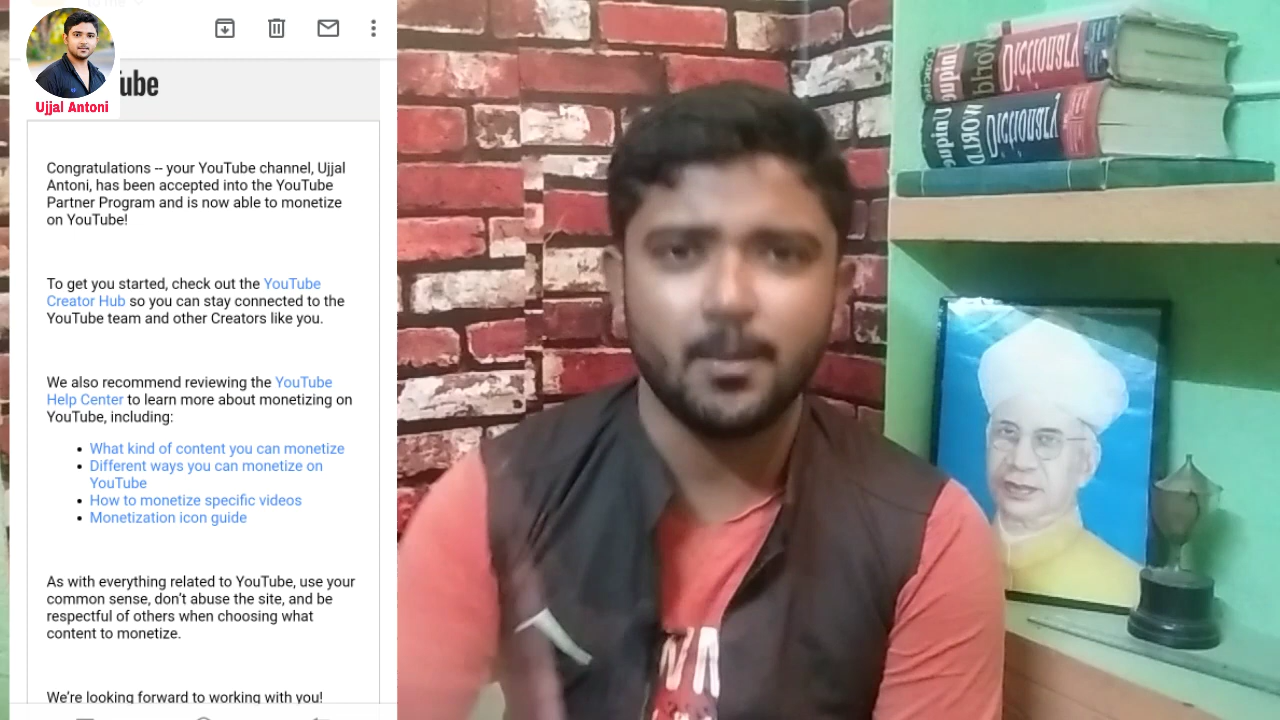 to me
Tube
Ujjal Antoni
Congratulations -- your YouTube channel, Ujjal
Antoni, has been accepted into the YouTube
Partner Program and is now able to monetize
on YouTube!
To get you started, check out the YouTube
Creator Hub so you can stay connected to the
YouTube team and other Creators like you.
We also recommend reviewing the YouTube
Help Center to learn more about monetizing on
YouTube, including:
• What kind of content you can monetize
• Different ways you can monetize on
YouTube
• How to monetize specific videos
• Monetization icon guide
As with everything related to YouTube, use your
common sense, don't abuse the site, and be
respectful of others when choosing what
content to monetize.
We're looking forward to working with you!
World
Dictionary
WORLD
Dictionary